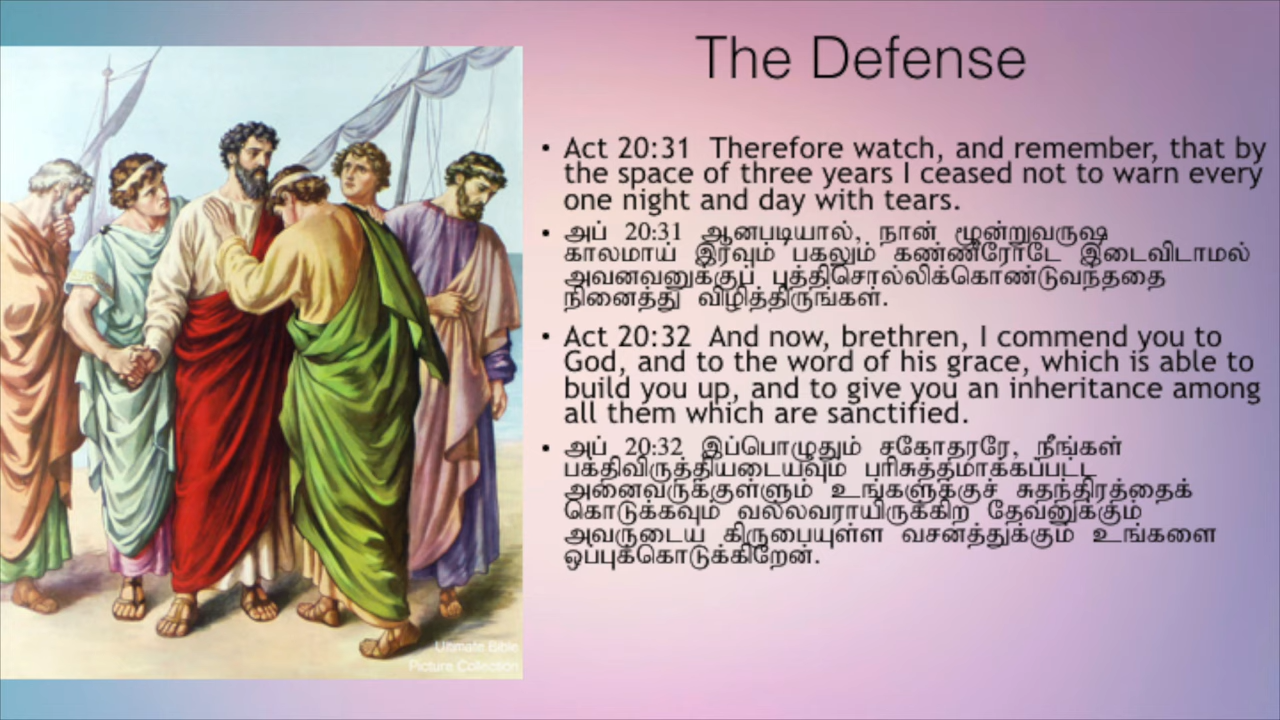 The Defense
• Act 20:31 Therefore watch, and remember, that by
the space of three years I ceased not to warn every
one night and day with tears.
• அப் 20:31 ஆனபடியால், நான் மூன்றுவருஷ
காலமாய் இரவும் பகலும் கண்ணீரோடே இடைவிடாமல்
அவனவனுக்குப் புத்திசொல்லிக்கொண்டுவந்ததை
நினைத்து விழித்திருங்கள்.
• Act 20:32 And now, brethren, I commend you to
God, and to the word of his grace, which is able to
build you up, and to give you an inheritance among
all them which are sanctified.
• அப் 20:32 இப்பொழுதும் சகோதரரே, நீங்கள்
பக்திவிருத்தியடையவும் பரிசுத்தமாக்கப்பட்ட
அனைவருக்குள்ளும் உங்களுக்குச் சுதந்திரத்தைக்
கொடுக்கவும் வல்லவராயிருக்கிற தேவனுக்கும்
அவருடைய கிருபையுள்ள வசனத்துக்கும் உங்களை
ஒப்புக்கொடுக்கிறேன்.
Ultimate Bible
Picture Collection